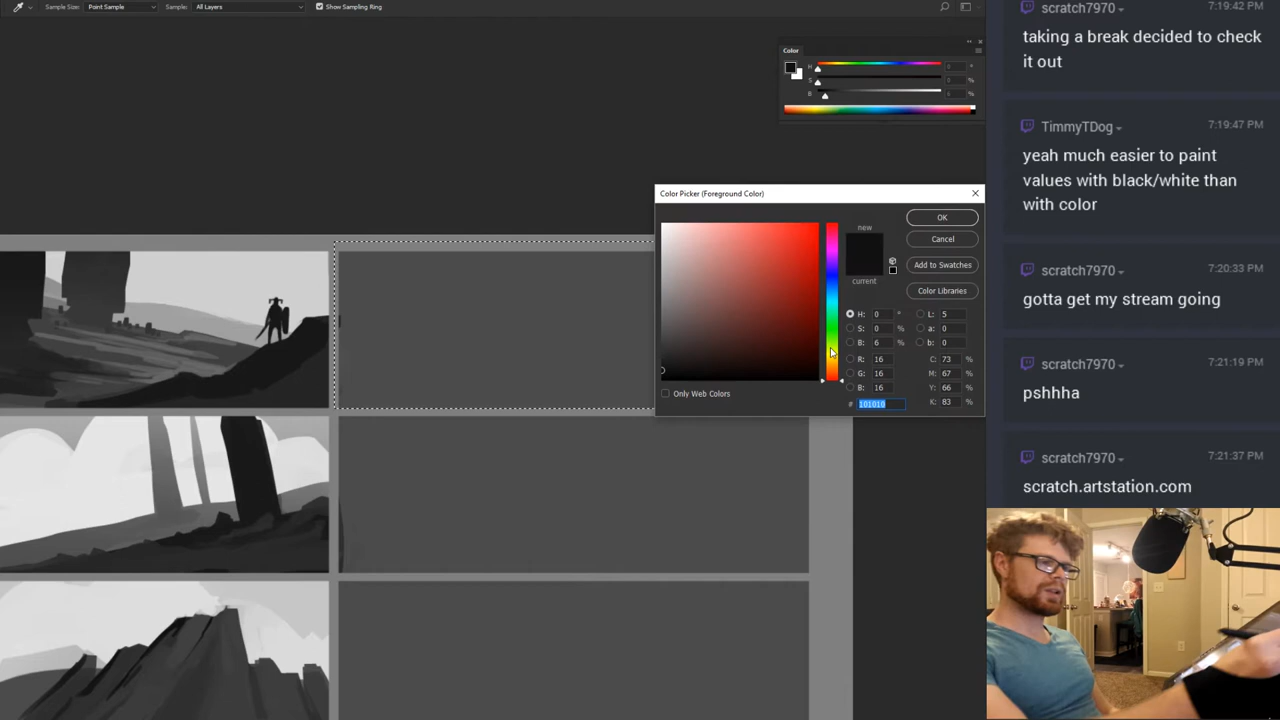 Sample Size: Point Sample Sample: All Layers Show Sampling Ring
Color
H °
S %
B %
Color Picker (Foreground Color)
new
current
OK
Cancel
Add to Swatches
Color Libraries
H: 0 ° L: 5
S: 0 % a: 0
B: 6 % b: 0
R: 16 C: 73 %
G: 16 M: 67 %
B: 16 Y: 66 %
# 101010 K: 83 %
Only Web Colors
scratch7970 7:19:42 PM
taking a break decided to check
it out
TimmyTDog 7:19:47 PM
yeah much easier to paint
values with black/white than
with color
scratch7970 7:20:33 PM
gotta get my stream going
scratch7970 7:21:19 PM
pshhha
scratch7970 7:21:37 PM
scratch.artstation.com